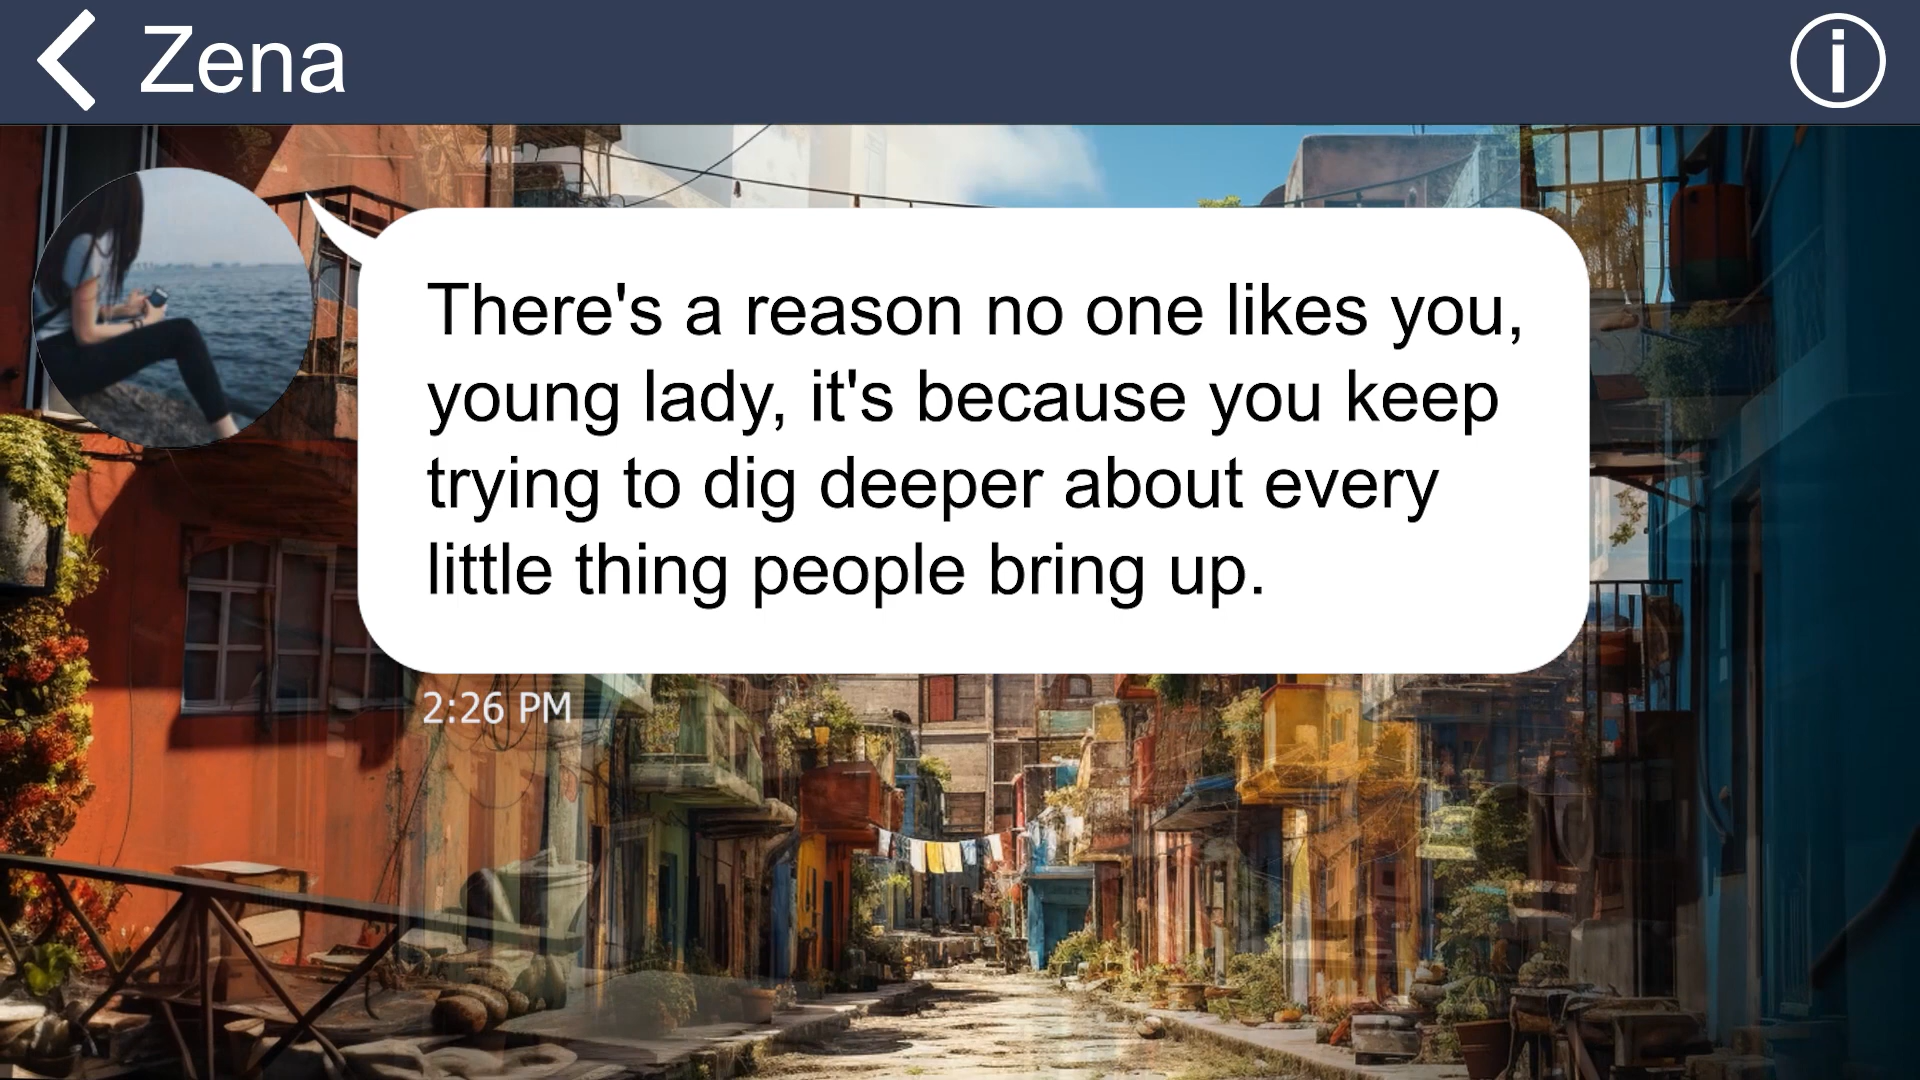 Zena
There's a reason no one likes you,
young lady, it's because you keep
trying to dig deeper about every
little thing people bring up.
2:26 PM